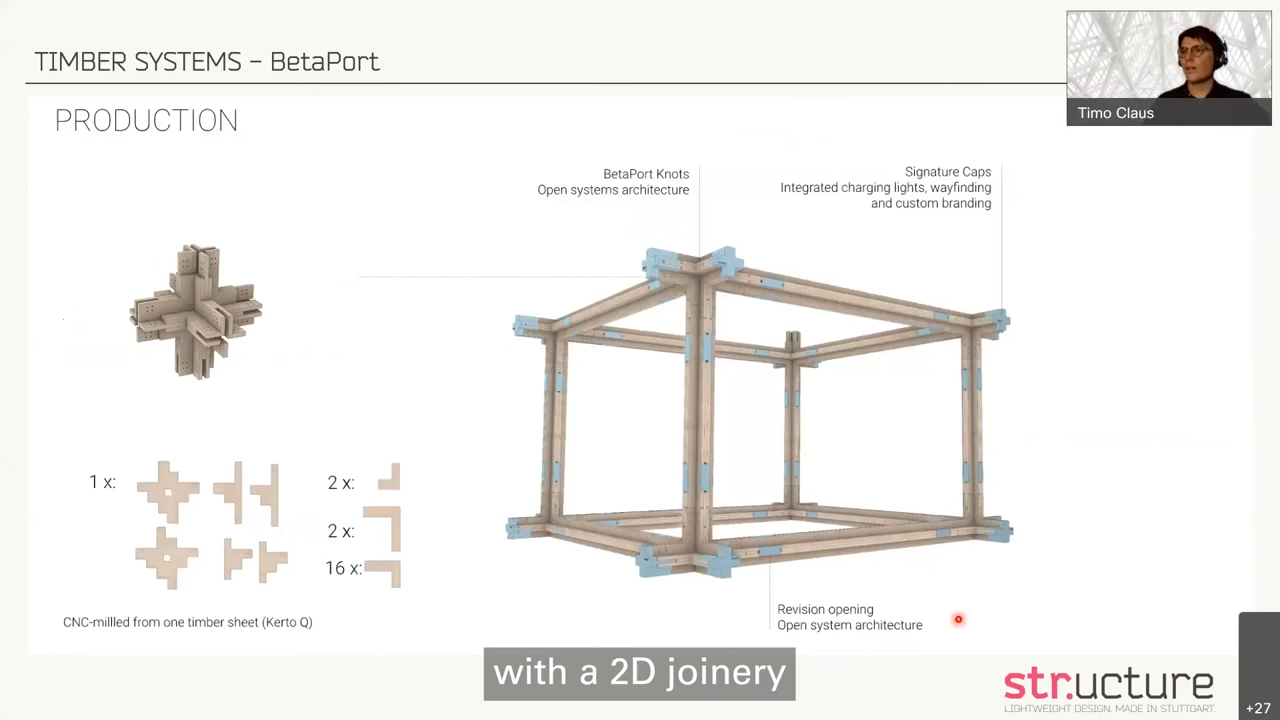 TIMBER SYSTEMS – BetaPort
Timo Claus
PRODUCTION
BetaPort Knots
Open systems architecture
Signature Caps
Integrated charging lights, wayfinding
and custom branding
1 x:
2 x:
2 x:
16 x:
CNC-millled from one timber sheet (Kerto Q)
Revision opening
Open system architecture
with a 2D joinery
str.ucture
LIGHTWEIGHT DESIGN. MADE IN STUTTGART.
+27